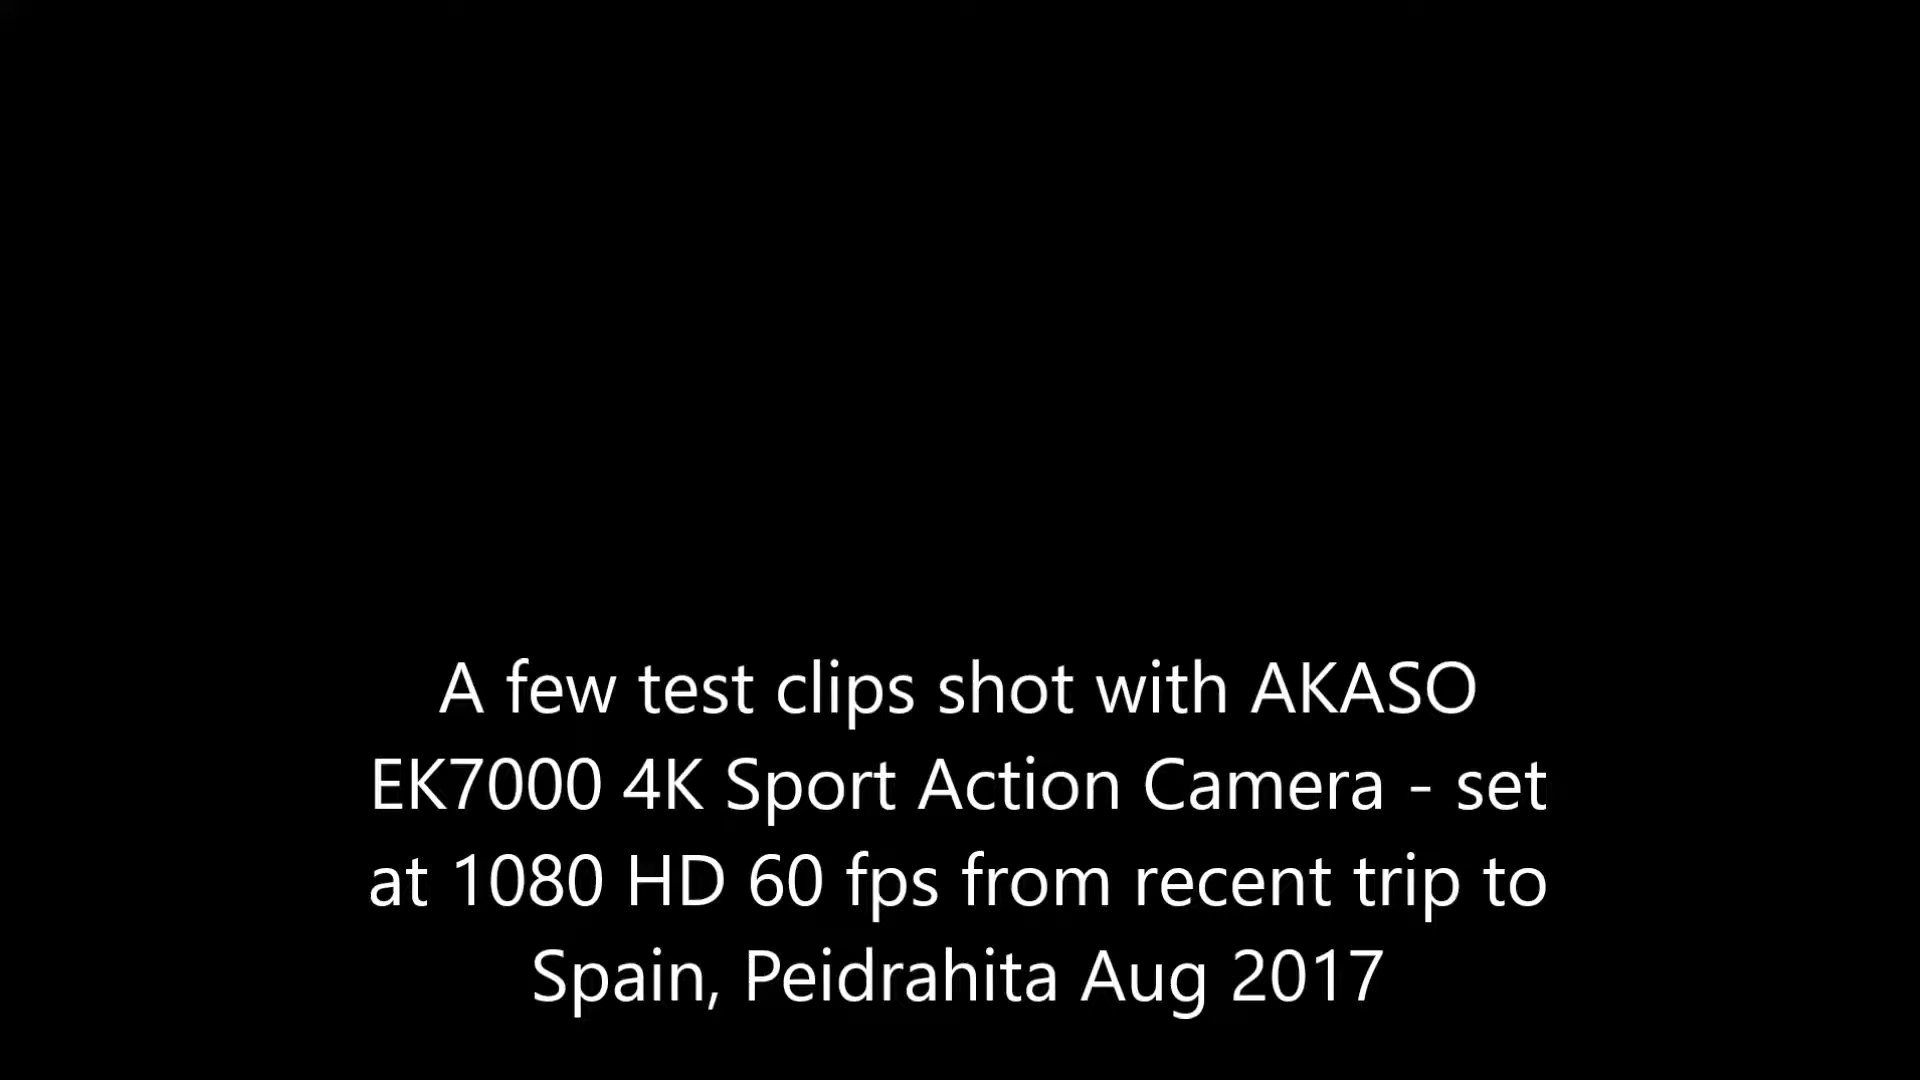 A few test clips shot with AKASO
EK7000 4K Sport Action Camera - set
at 1080 HD 60 fps from recent trip to
Spain, Peidrahita Aug 2017